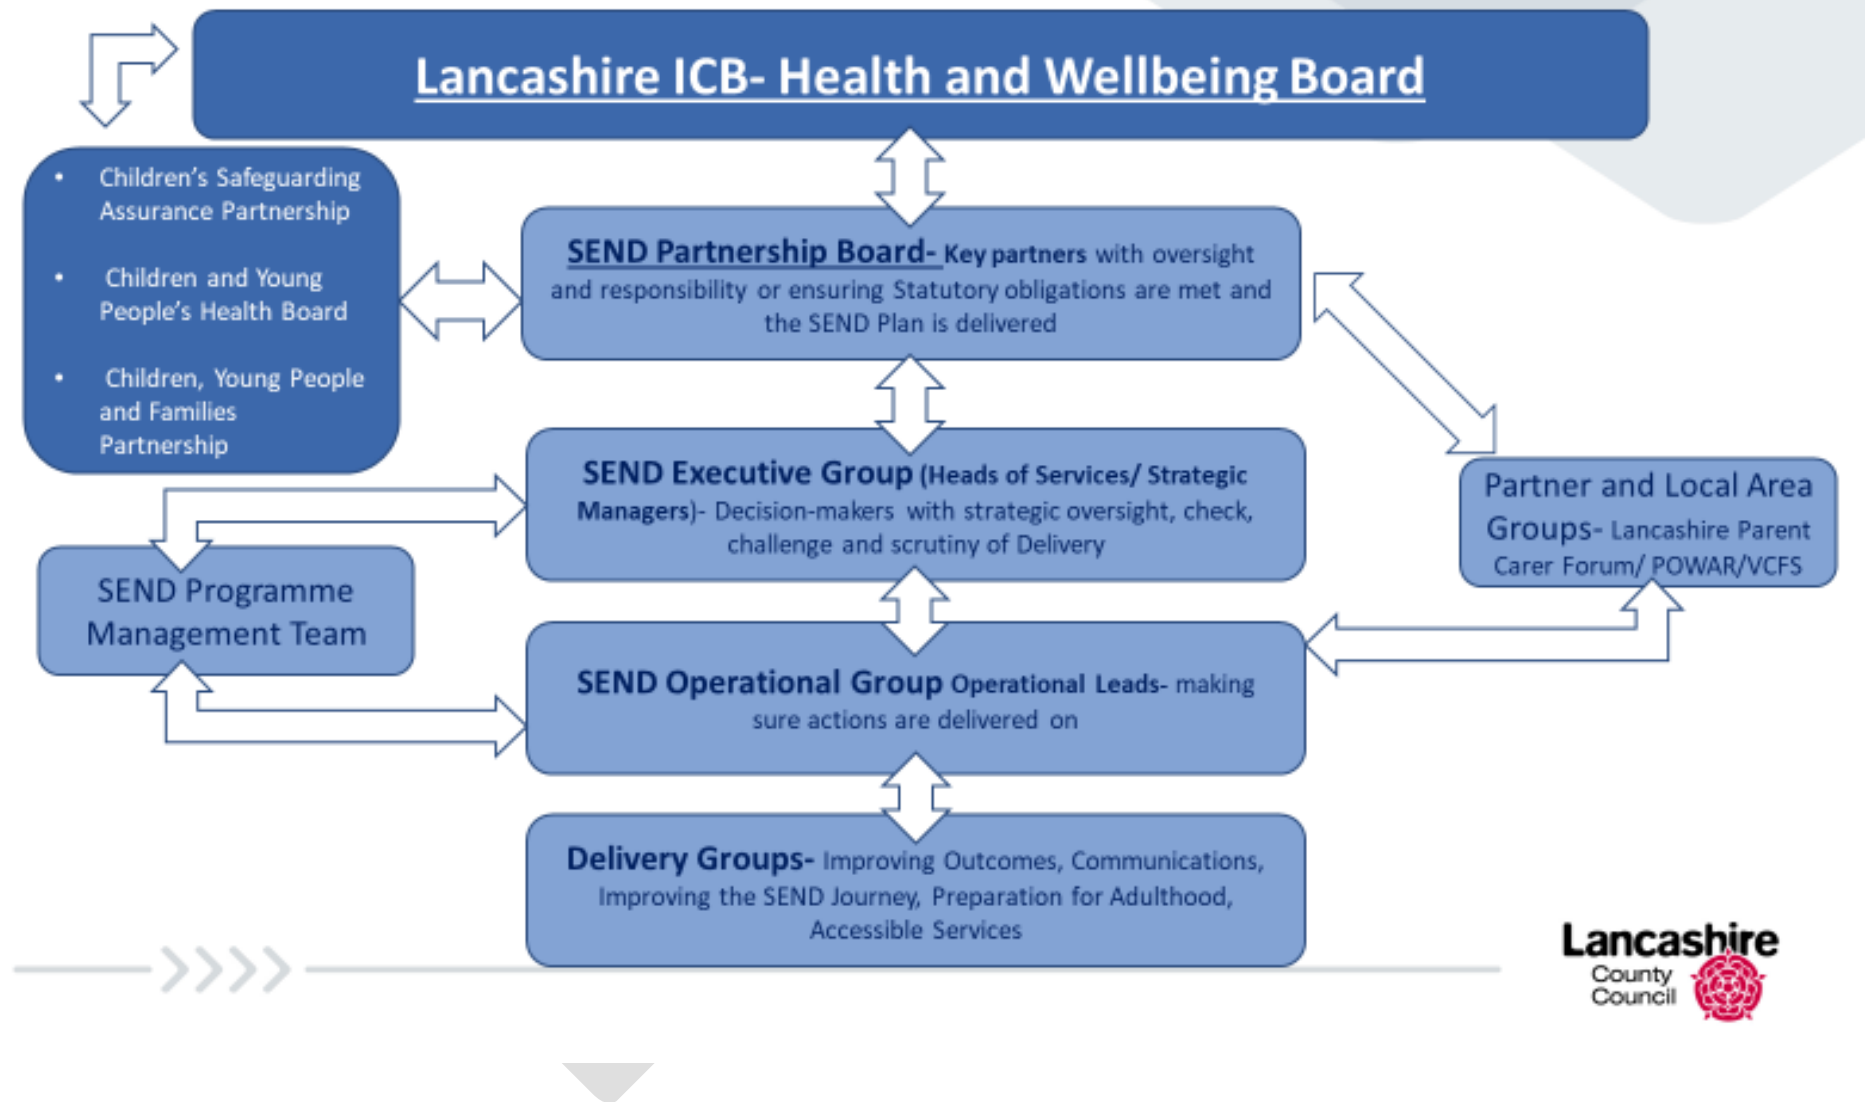 Lancashire ICB- Health and Wellbeing Board
• Children's Safeguarding
Assurance Partnership
• Children and Young
People's Health Board
• Children, Young People
and Families
Partnership
SEND Partnership Board- Key partners with oversight
and responsibility or ensuring Statutory obligations are met and
the SEND Plan is delivered
SEND Executive Group (Heads of Services/ Strategic
Managers)- Decision-makers with strategic oversight, check,
challenge and scrutiny of Delivery
Partner and Local Area
Groups- Lancashire Parent
Carer Forum/ POWAR/VCFS
SEND Programme
Management Team
SEND Operational Group Operational Leads- making
sure actions are delivered on
Delivery Groups- Improving Outcomes, Communications,
Improving the SEND Journey, Preparation for Adulthood,
Accessible Services
Lancashire
County
Council